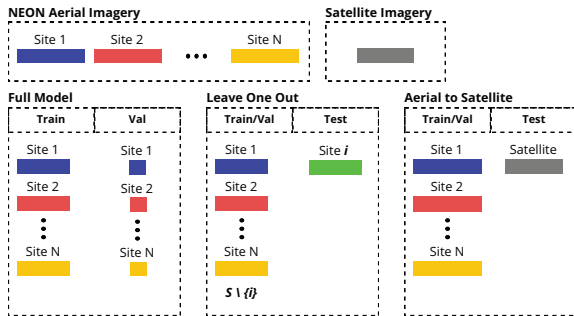 NEON Aerial Imagery
Site 1 Site 2 Site N
Satellite Imagery
Full Model
Train Val
Site 1 Site 1
Site 2 Site 2
Site N Site N
Leave One Out
Train/Val Test
Site 1 Site i
Site 2
Site N
S \ {i}
Aerial to Satellite
Train/Val Test
Site 1 Satellite
Site 2
Site N